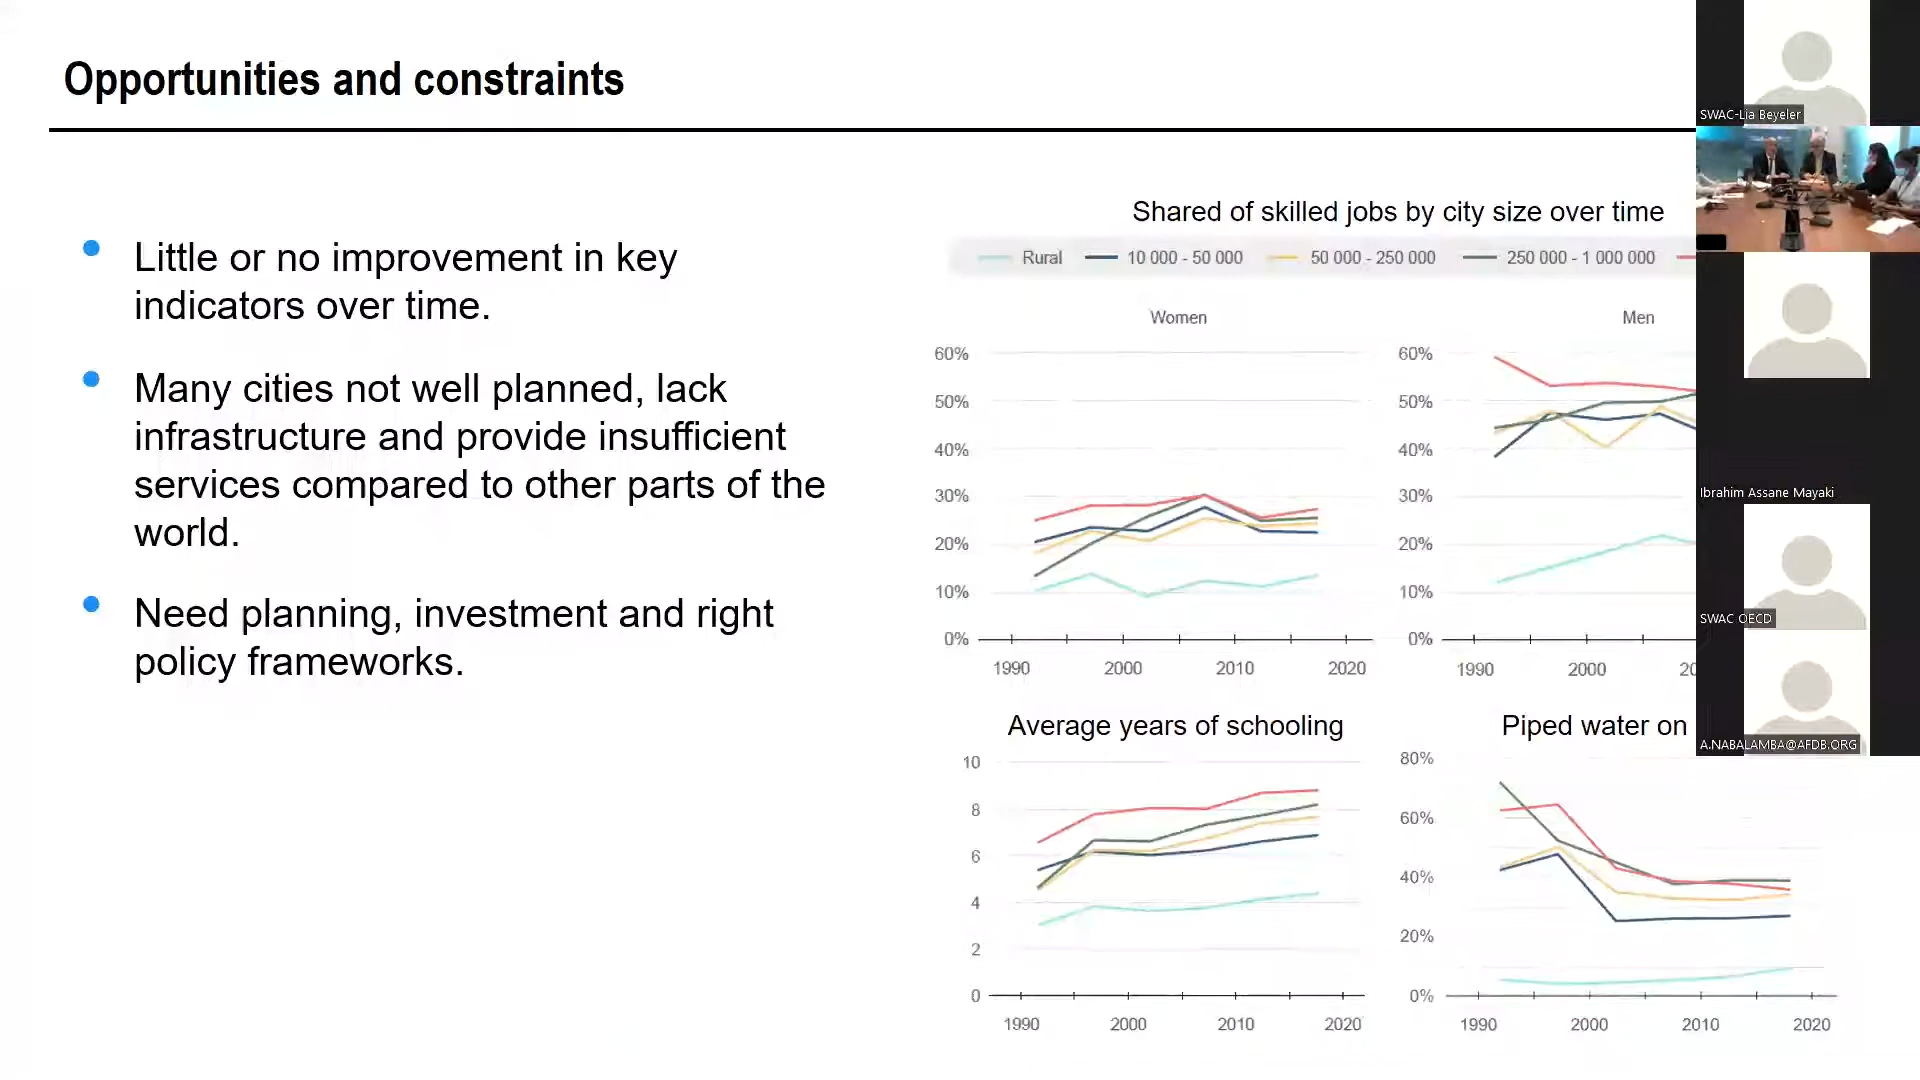 Opportunities and constraints
Little or no improvement in key
indicators over time.
Many cities not well planned, lack
infrastructure and provide insufficient
services compared to other parts of the
world.
Need planning, investment and right
policy frameworks.
Shared of skilled jobs by city size over time
Rural 10 000 - 50 000 50 000 - 250 000 250 000 - 1 000 000
Women
60%
50%
40%
30%
20%
10%
0%
1990 2000 2010 2020
Men
60%
50%
40%
30%
20%
10%
0%
1990 2000 20
Average years of schooling
10
8
6
4
2
0
1990 2000 2010 2020
Piped water on
80%
60%
40%
20%
0%
1990 2000 2010 2020
SWAC-Lia Beyeler
Ibrahim Assane Mayaki
SWAC OECD
A.NABALAMBA@AFDB.ORG